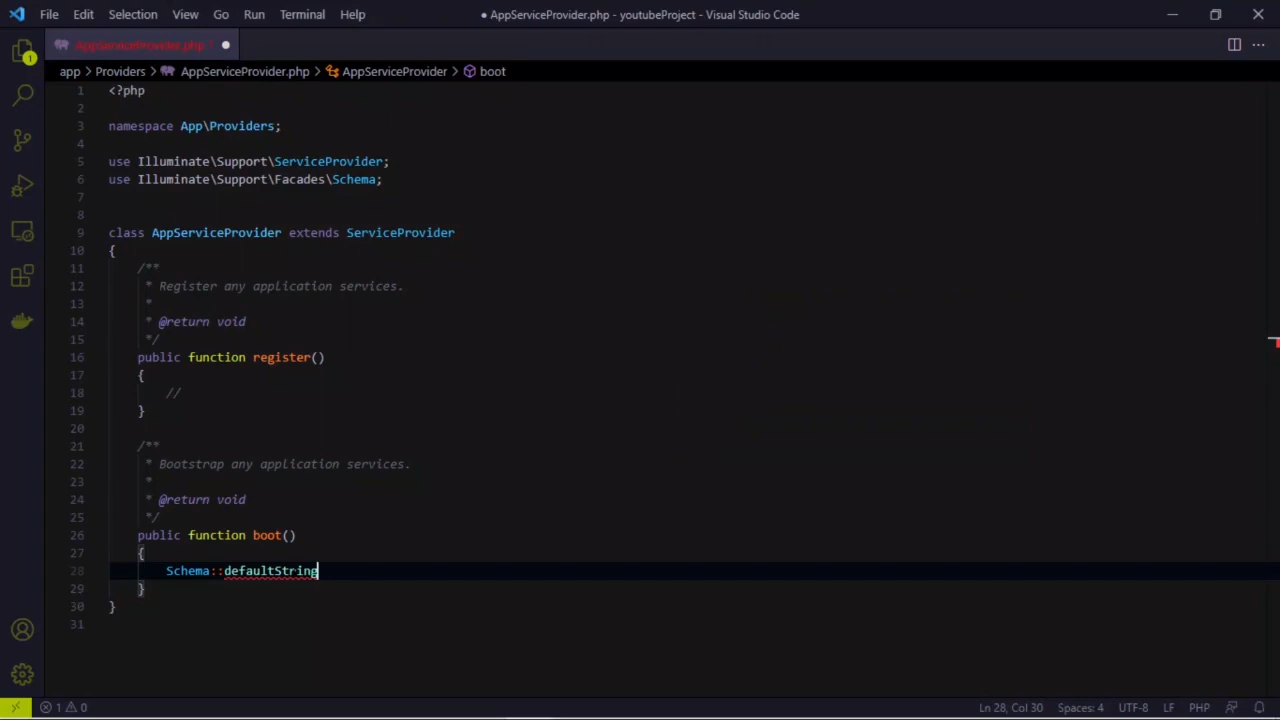 File Edit Selection View Go Run Terminal Help
● AppServiceProvider.php - youtubeProject - Visual Studio Code
1
AppServiceProvider.php 1
app > Providers > AppServiceProvider.php > AppServiceProvider > boot
1 <?php
2
3 namespace App\Providers;
4
5 use Illuminate\Support\ServiceProvider;
6 use Illuminate\Support\Facades\Schema;
7
8
9 class AppServiceProvider extends ServiceProvider
10 {
11 /**
12 * Register any application services.
13 *
14 * @return void
15 */
16 public function register()
17 {
18 //
19 }
20
21 /**
22 * Bootstrap any application services.
23 *
24 * @return void
25 */
26 public function boot()
27 {
28 Schema::defaultString
29 }
30 }
31
1 0 Ln 28, Col 30 Spaces: 4 UTF-8 LF PHP